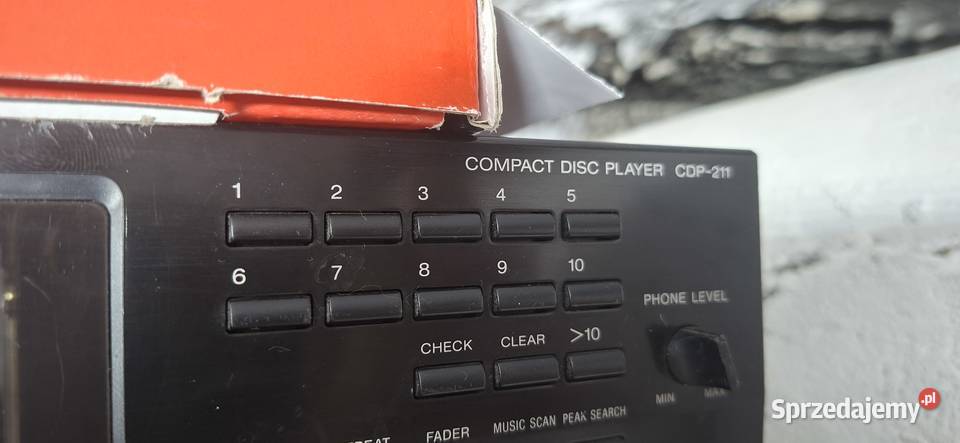 COMPACT DISC PLAYER CDP-211
1 2 3 4 5
6 7 8 9 10
PHONE LEVEL
CHECK CLEAR >10
MIN MAX
FADER MUSIC SCAN PEAK SEARCH
Sprzedajemy.pl